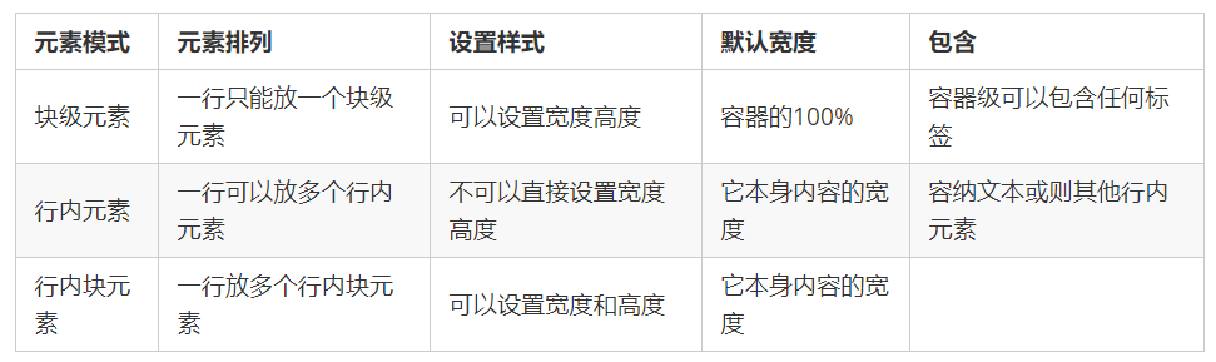 元素模式 元素排列 设置样式 默认宽度 包含
块级元素 一行只能放一个块级元素 可以设置宽度高度 容器的100% 容器级可以包含任何标签
行内元素 一行可以放多个行内元素 不可以直接设置宽度高度 它本身内容的宽度 容纳文本或则其他行内元素
行内块元素 一行放多个行内块元素 可以设置宽度和高度 它本身内容的宽度